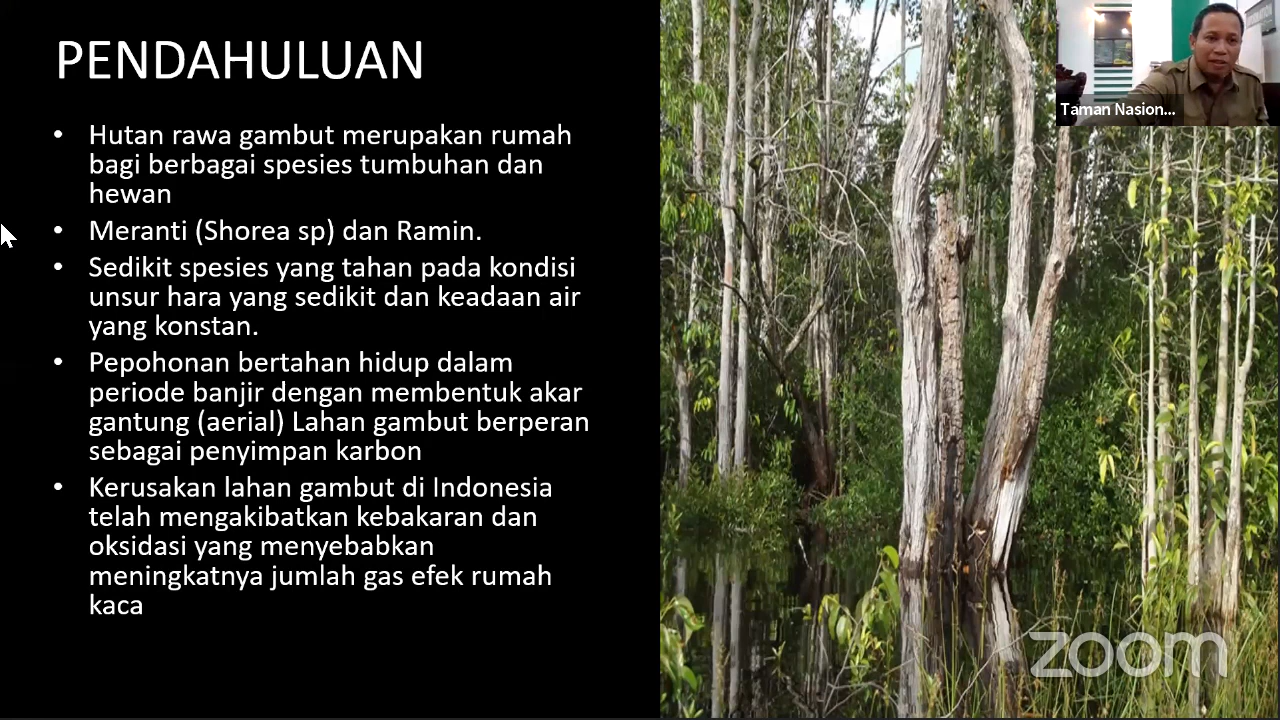 PENDAHULUAN
• Hutan rawa gambut merupakan rumah
bagi berbagai spesies tumbuhan dan
hewan
• Meranti (Shorea sp) dan Ramin.
• Sedikit spesies yang tahan pada kondisi
unsur hara yang sedikit dan keadaan air
yang konstan.
• Pepohonan bertahan hidup dalam
periode banjir dengan membentuk akar
gantung (aerial) Lahan gambut berperan
sebagai penyimpan karbon
• Kerusakan lahan gambut di Indonesia
telah mengakibatkan kebakaran dan
oksidasi yang menyebabkan
meningkatnya jumlah gas efek rumah
kaca
Taman Nasion...
zoom